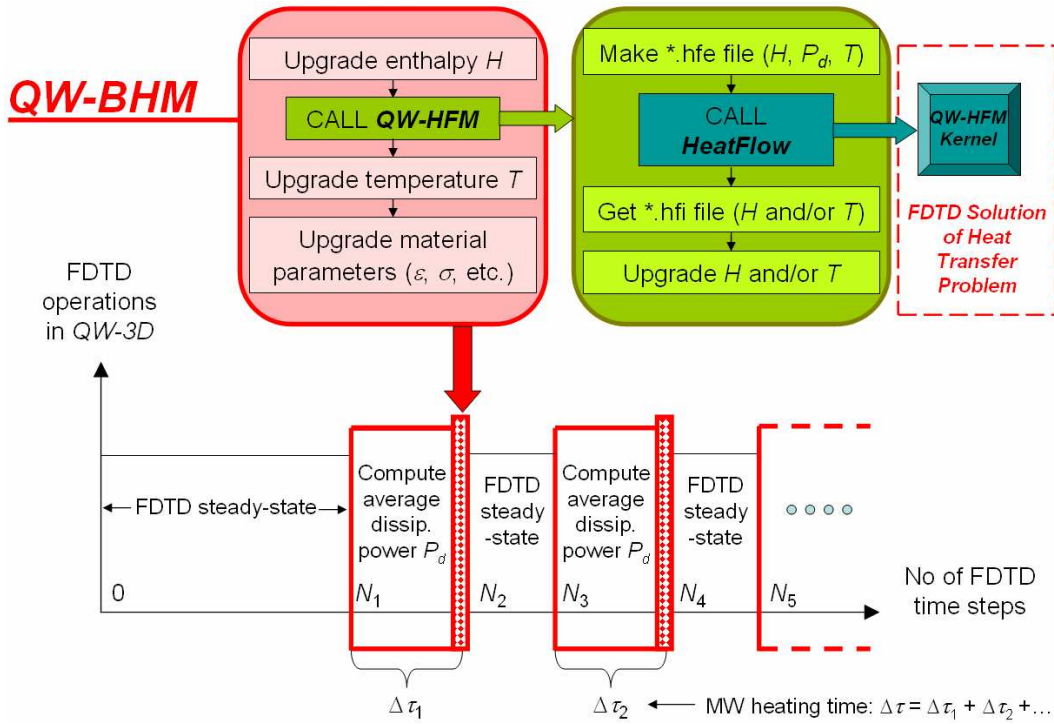 QW-BHM
Upgrade enthalpy H
CALL QW-HFM
Upgrade temperature T
Upgrade material
parameters (ε, σ, etc.)
Make *.hfe file (H, P_d, T)
CALL
HeatFlow
Get *.hfi file (H and/or T)
Upgrade H and/or T
QW-HFM
Kernel
FDTD Solution
of Heat
Transfer
Problem
FDTD
operations
in QW-3D
FDTD steady-state
Compute
average
dissip.
power P_d
FDTD
steady
-state
Compute
average
dissip.
power P_d
FDTD
steady
-state
0
N₁
N₂
N₃
N₄
N₅
No of FDTD
time steps
Δτ₁
Δτ₂
MW heating time: Δτ = Δτ₁ + Δτ₂ +…